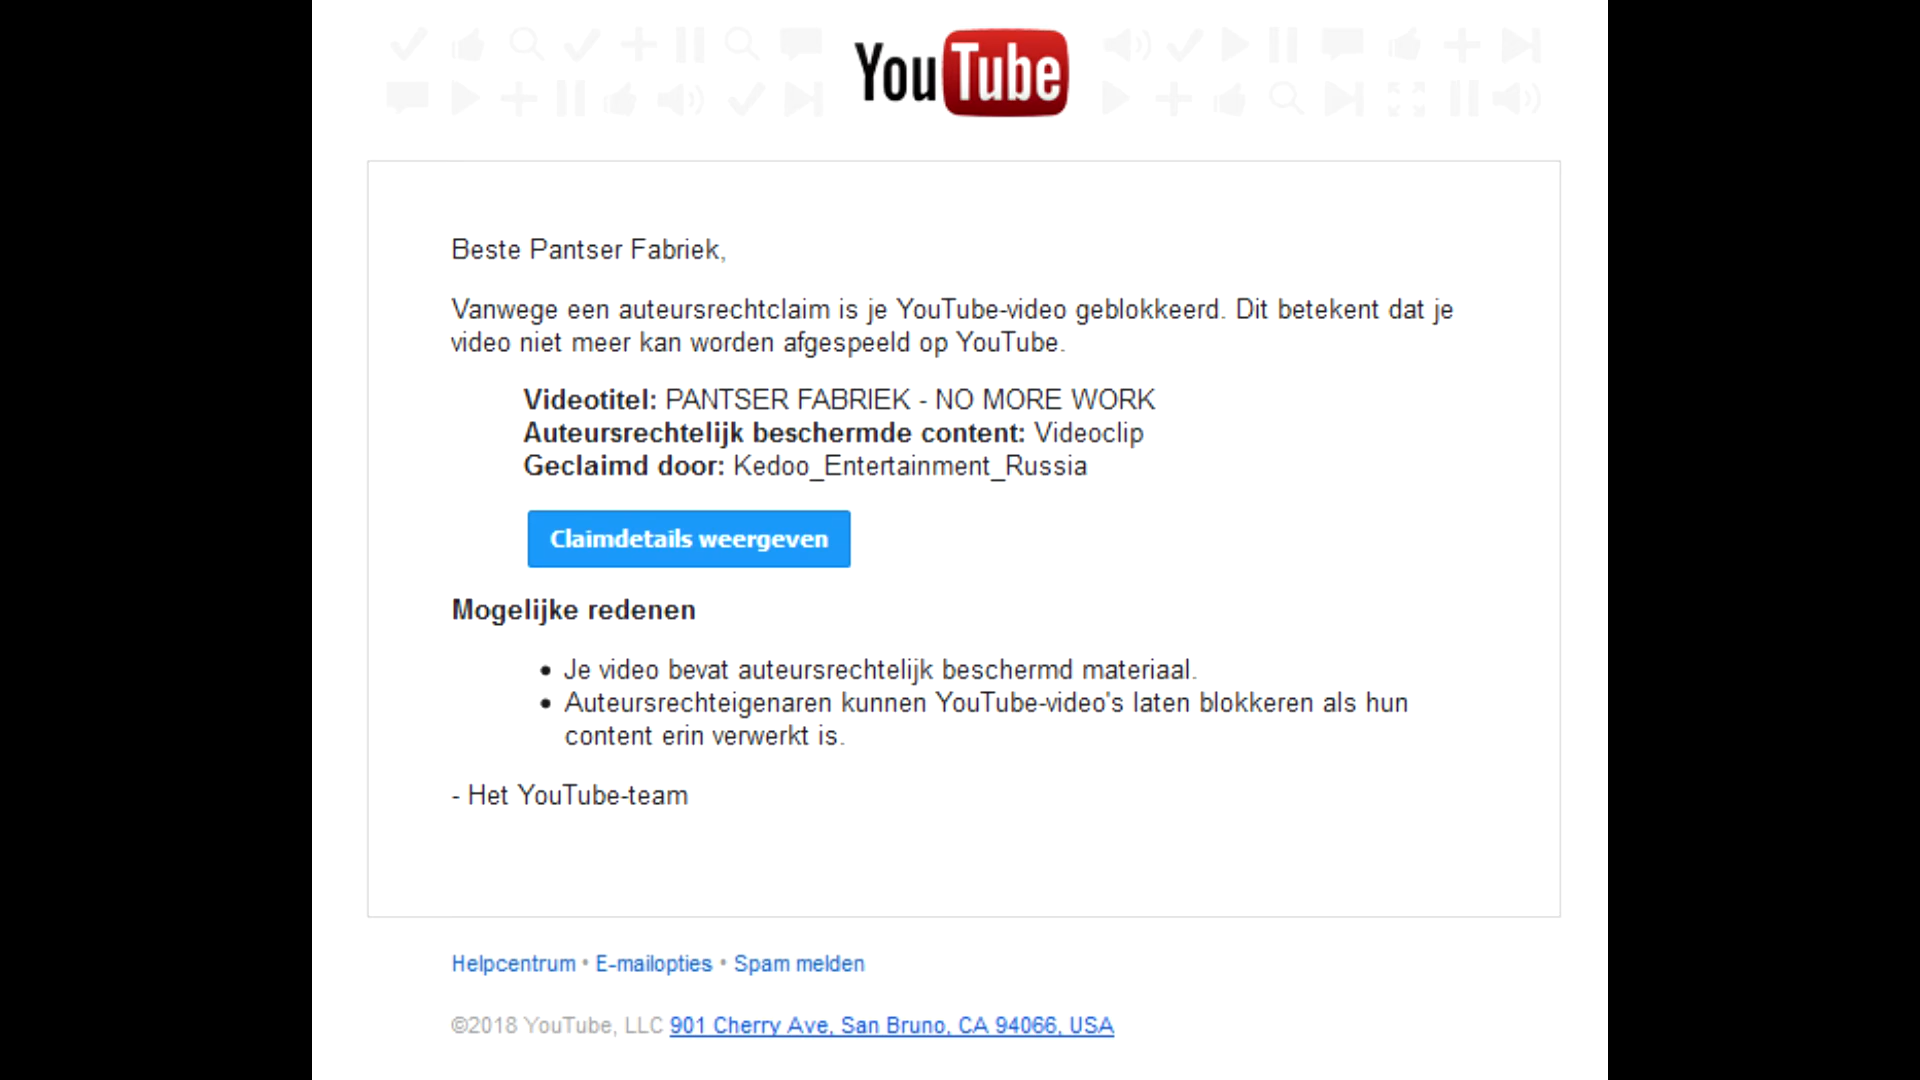 YouTube
Beste Pantser Fabriek,
Vanwege een auteursrechtclaim is je YouTube-video geblokkeerd. Dit betekent dat je
video niet meer kan worden afgespeeld op YouTube.
Videotitel: PANTSER FABRIEK - NO MORE WORK
Auteursrechtelijk beschermde content: Videoclip
Geclaimd door: Kedoo_Entertainment_Russia
Claimdetails weergeven
Mogelijke redenen
• Je video bevat auteursrechtelijk beschermd materiaal.
• Auteursrechteigenaren kunnen YouTube-video's laten blokkeren als hun
content erin verwerkt is.
- Het YouTube-team
Helpcentrum • E-mailopties • Spam melden
©2018 YouTube, LLC 901 Cherry Ave, San Bruno, CA 94066, USA